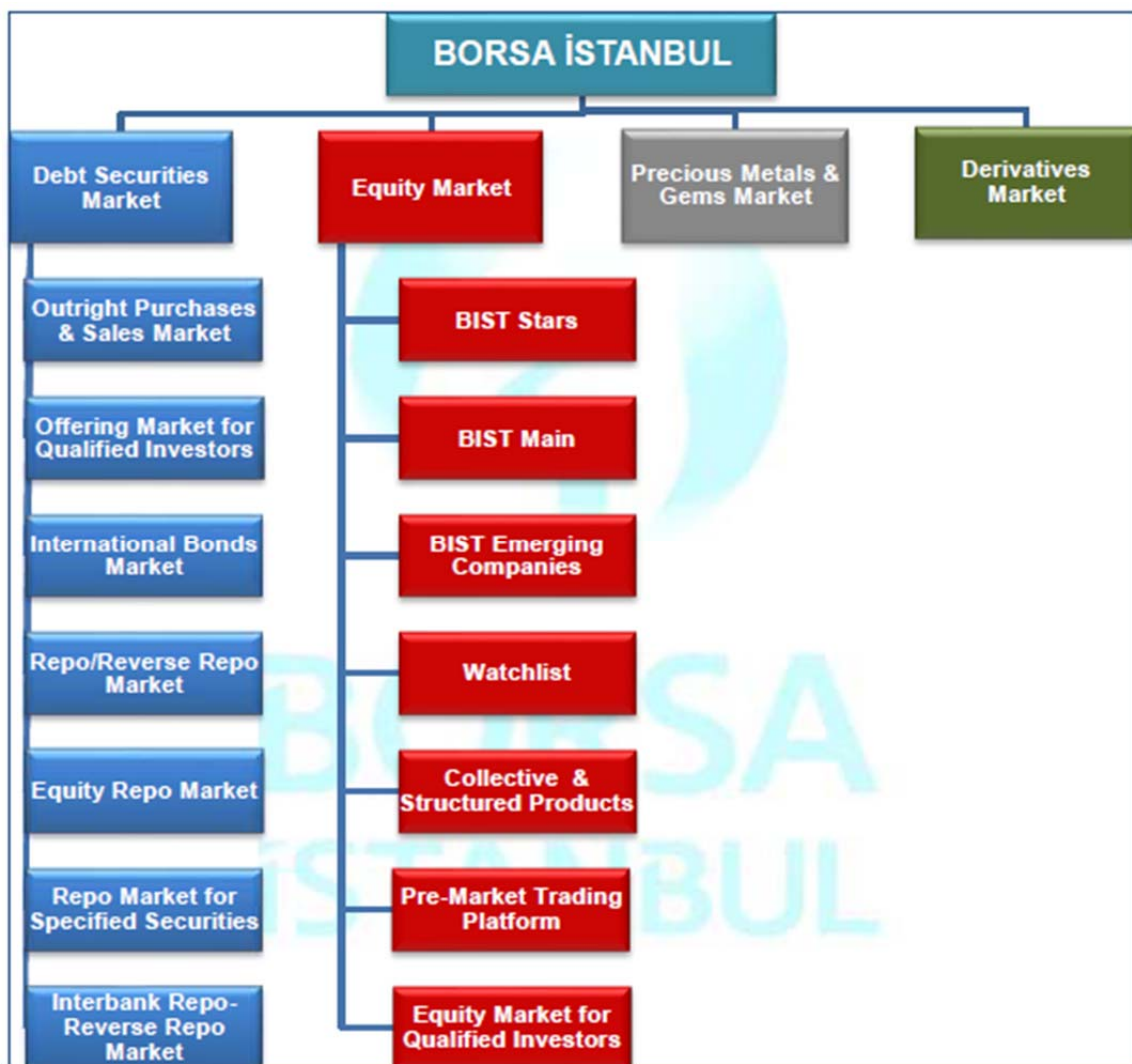 BORSA İSTANBUL
Debt Securities
Market
Equity Market
Precious Metals &
Gems Market
Derivatives
Market
Outright Purchases
& Sales Market
Offering Market for
Qualified Investors
International Bonds
Market
Repo/Reverse Repo
Market
Equity Repo Market
Repo Market for
Specified Securities
Interbank Repo-
Reverse Repo
Market
BIST Stars
BIST Main
BIST Emerging
Companies
Watchlist
Collective &
Structured Products
Pre-Market Trading
Platform
Equity Market for
Qualified Investors
BORSA
İSTANBUL